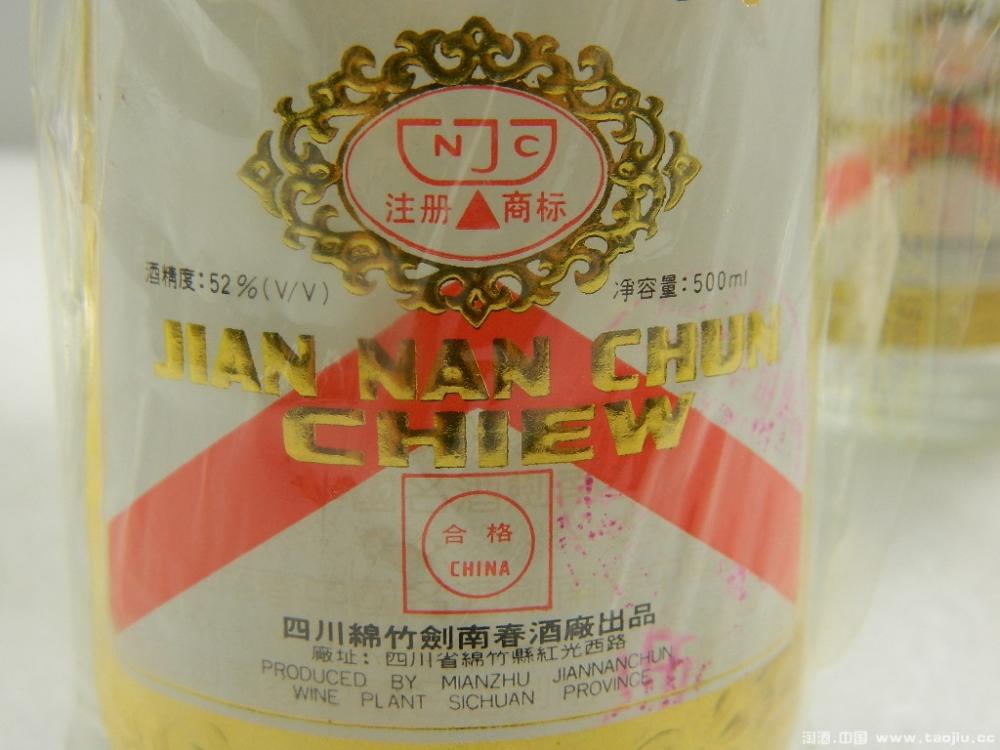 NJC
注册 商标
酒精度:52%(V/V)
净容量:500ml
JIAN NAN CHUN
CHIEW
合格
CHINA
四川綿竹劍南春酒廠出品
廠址:四川省綿竹縣紅光西路
PRODUCED BY MIANZHU JIANNANCHUN
WINE PLANT SICHUAN PROVINCE
淘酒.中国 www.taojiu.cc